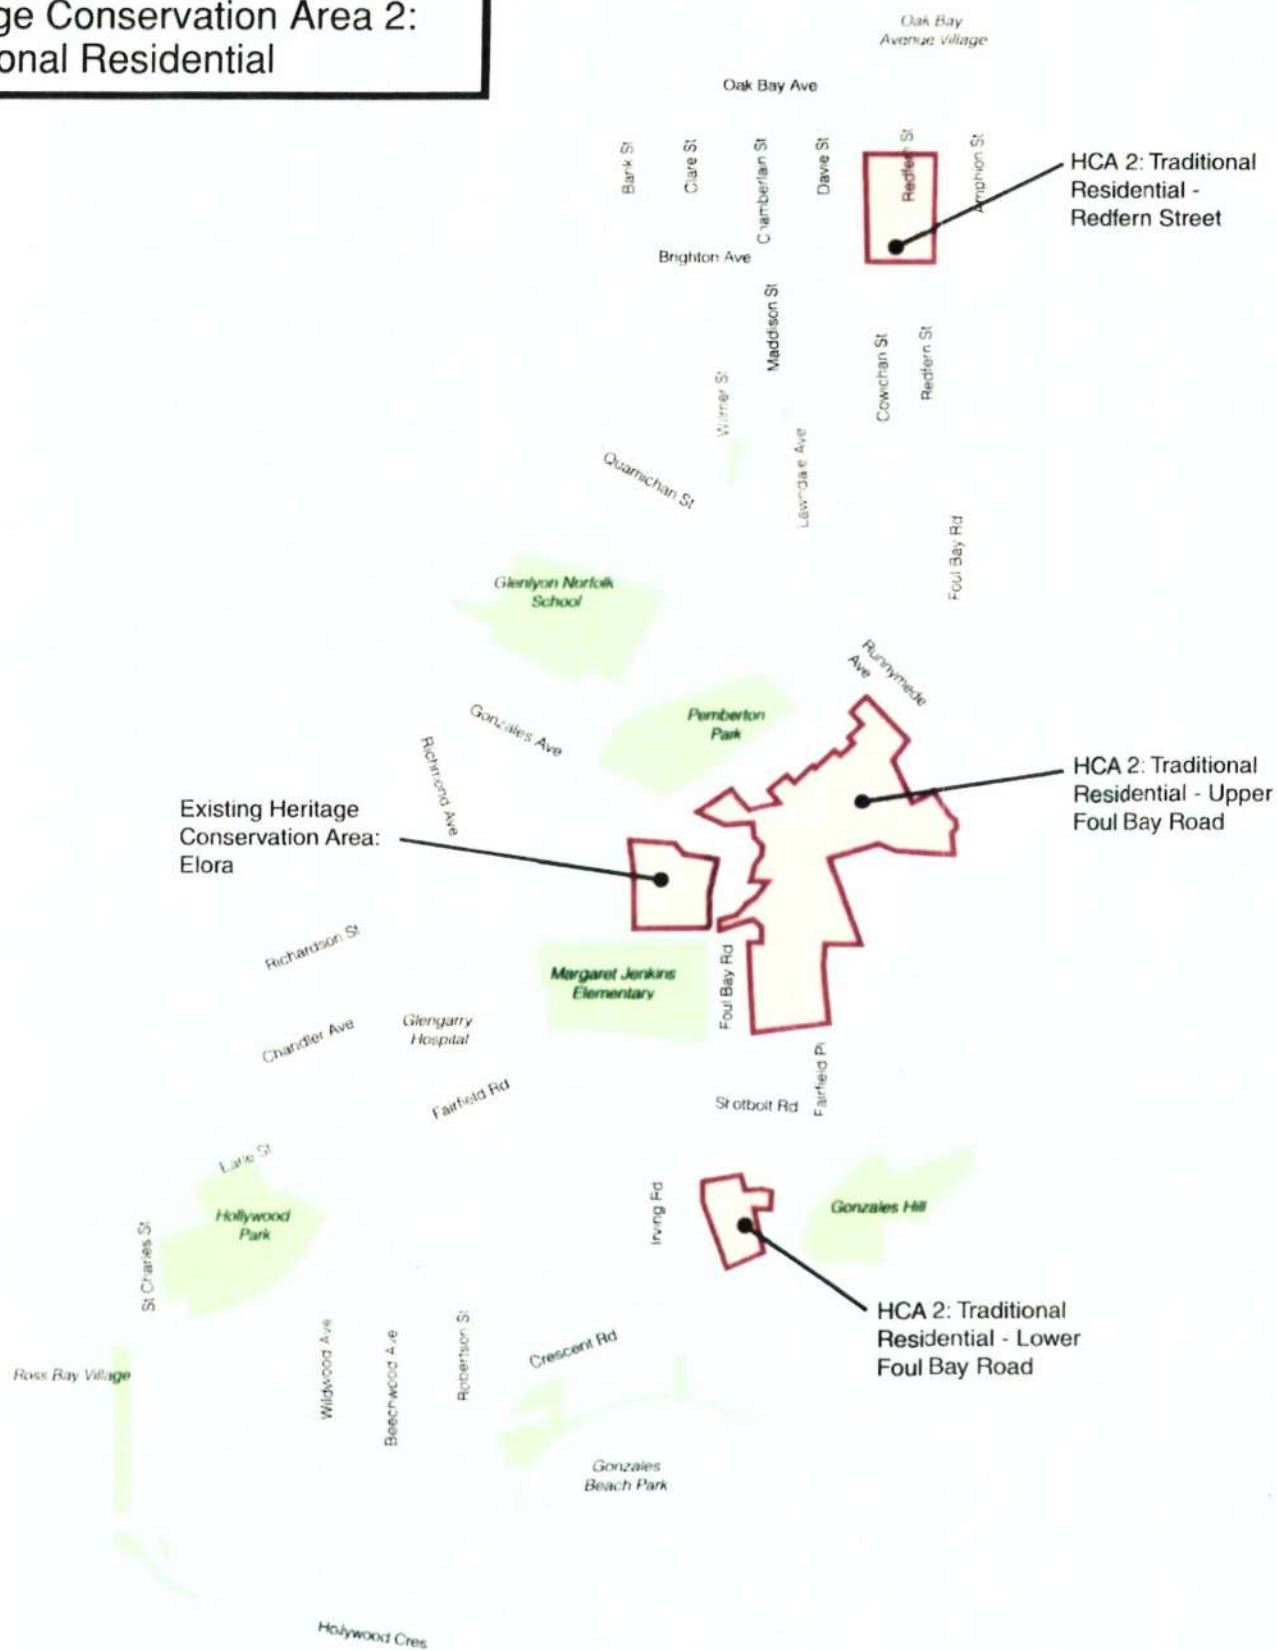 ge Conservation Area 2:
onal Residential
Oak Bay
Avenue Village
Oak Bay Ave
Bank St
Clare St
Chamberlain St
Davie St
Redfern St
Amphion St
HCA 2: Traditional
Residential -
Redfern Street
Brighton Ave
Maddison St
Cowichan St
Redfern St
Wilmer St
Lawndale Ave
Quamichan St
Foul Bay Rd
Glenlyon Norfolk
School
Runnymede
Ave
Pemberton
Park
Gonzales Ave
Richmond Ave
HCA 2: Traditional
Residential - Upper
Foul Bay Road
Existing Heritage
Conservation Area:
Elora
Richardson St
Margaret Jenkins
Elementary
Foul Bay Rd
Chandler Ave
Glengarry
Hospital
Fairfield Rd
Fairfield Pl
Stotbolt Rd
Earle St
Hollywood
Park
St Charles St
Irving Rd
Gonzales Hill
HCA 2: Traditional
Residential - Lower
Foul Bay Road
Ross Bay Village
Wildwood Ave
Beechwood Ave
Robertson St
Crescent Rd
Gonzales
Beach Park
Hollywood Cres